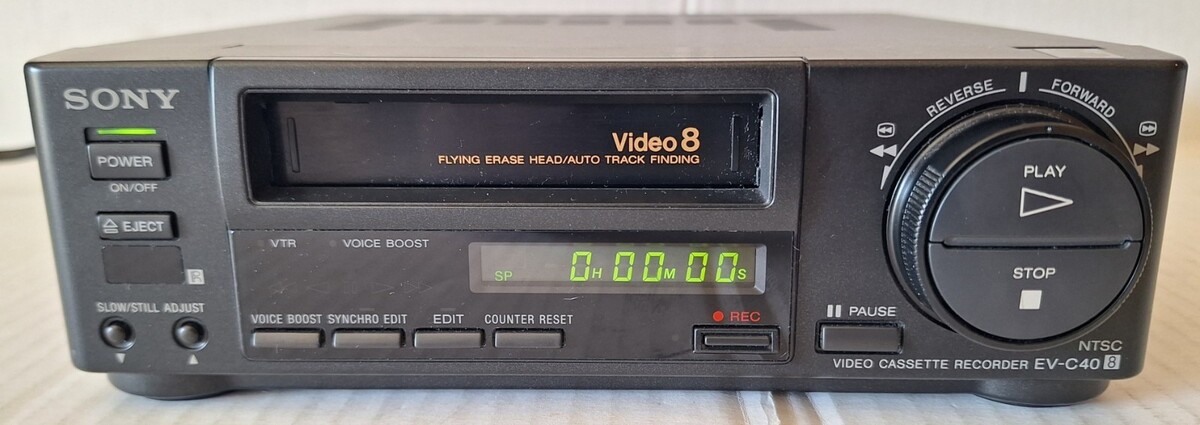 SONY
POWER
ON/OFF
EJECT
R
SLOW/STILL ADJUST
Video 8
FLYING ERASE HEAD/AUTO TRACK FINDING
VTR VOICE BOOST
SP 0H 00M 00S
VOICE BOOST SYNCHRO EDIT EDIT COUNTER RESET
REC
REVERSE FORWARD
PLAY
STOP
PAUSE
NTSC
VIDEO CASSETTE RECORDER EV-C40 8